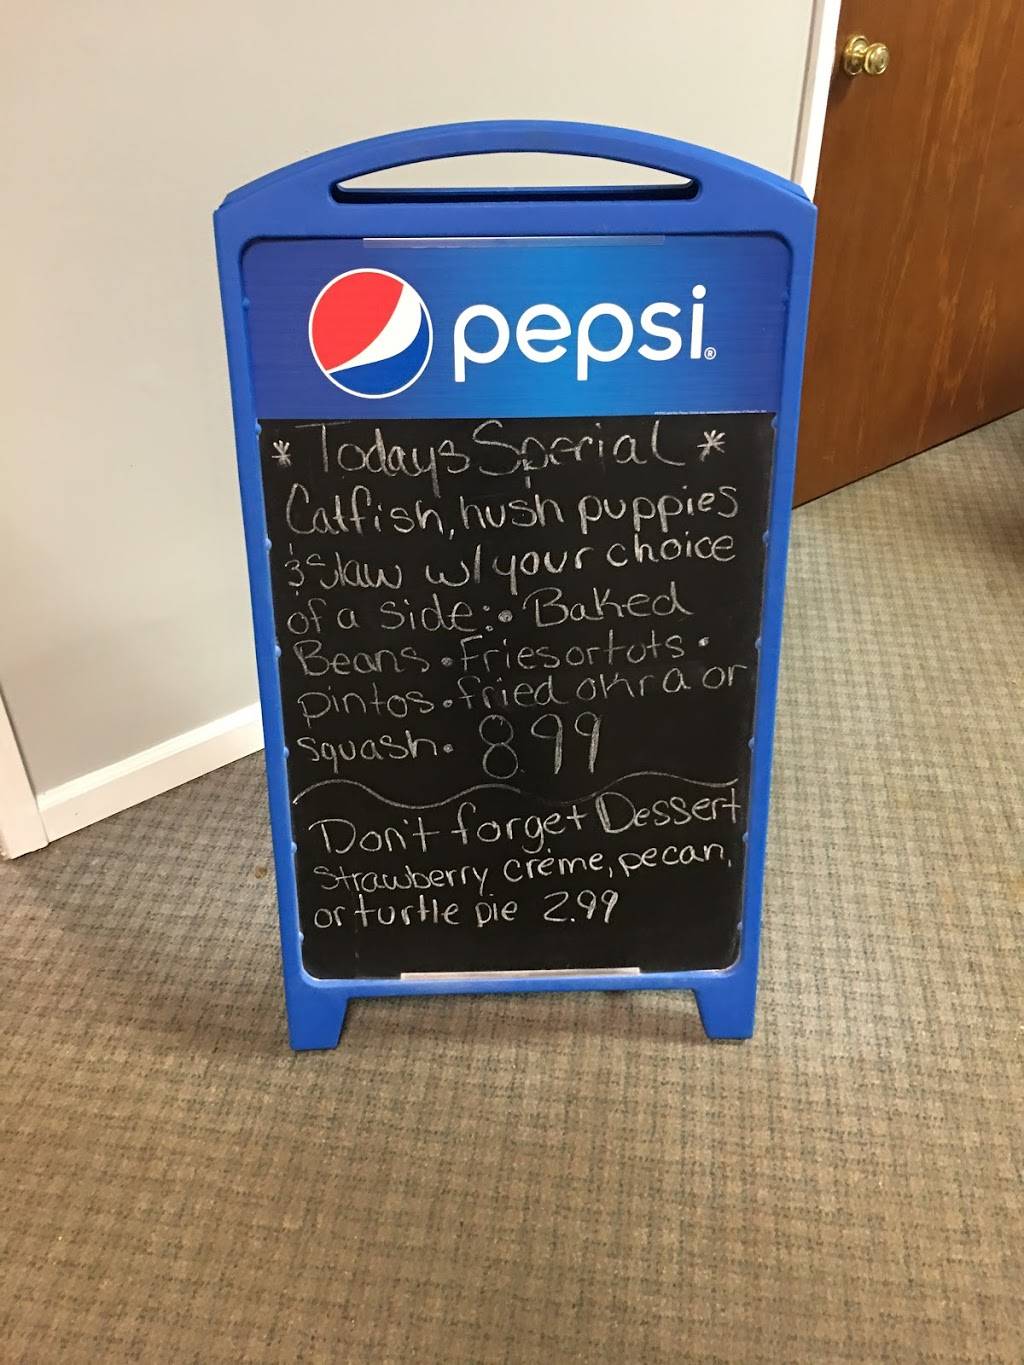 pepsi®
* Todays Special *
Catfish, hush puppies
& slaw w/ your choice
of a side: • Baked
Beans • Fries or tots •
pintos • fried okra or
squash • 8.99
Don't forget Dessert
strawberry créme, pecan,
or turtle pie 2.99